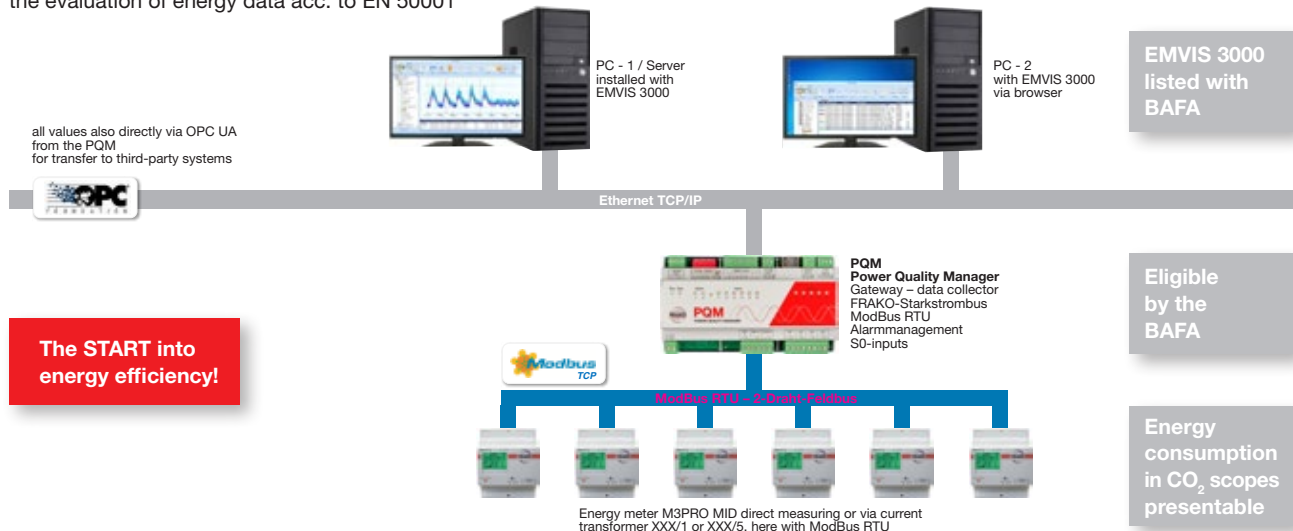 the evaluation of energy data acc. to EN 50001
PC - 1 / Server
installed with
EMVIS 3000
PC - 2
with EMVIS 3000
via browser
EMVIS 3000
listed with
BAFA
all values also directly via OPC UA
from the PQM
for transfer to third-party systems
OPC
FOUNDATION
Ethernet TCP/IP
PQM
PQM
Power Quality Manager
Gateway – data collector
FRAKO-Starkstrombus
ModBus RTU
Alarmmanagement
S0-inputs
Eligible
by the
BAFA
The START into
energy efficiency!
Modbus
TCP
ModBus RTU – 2-Draht-Feldbus
Energy
consumption
in CO₂ scopes
presentable
Energy meter M3PRO MID direct measuring or via current
transformer XXX/1 or XXX/5, here with ModBus RTU